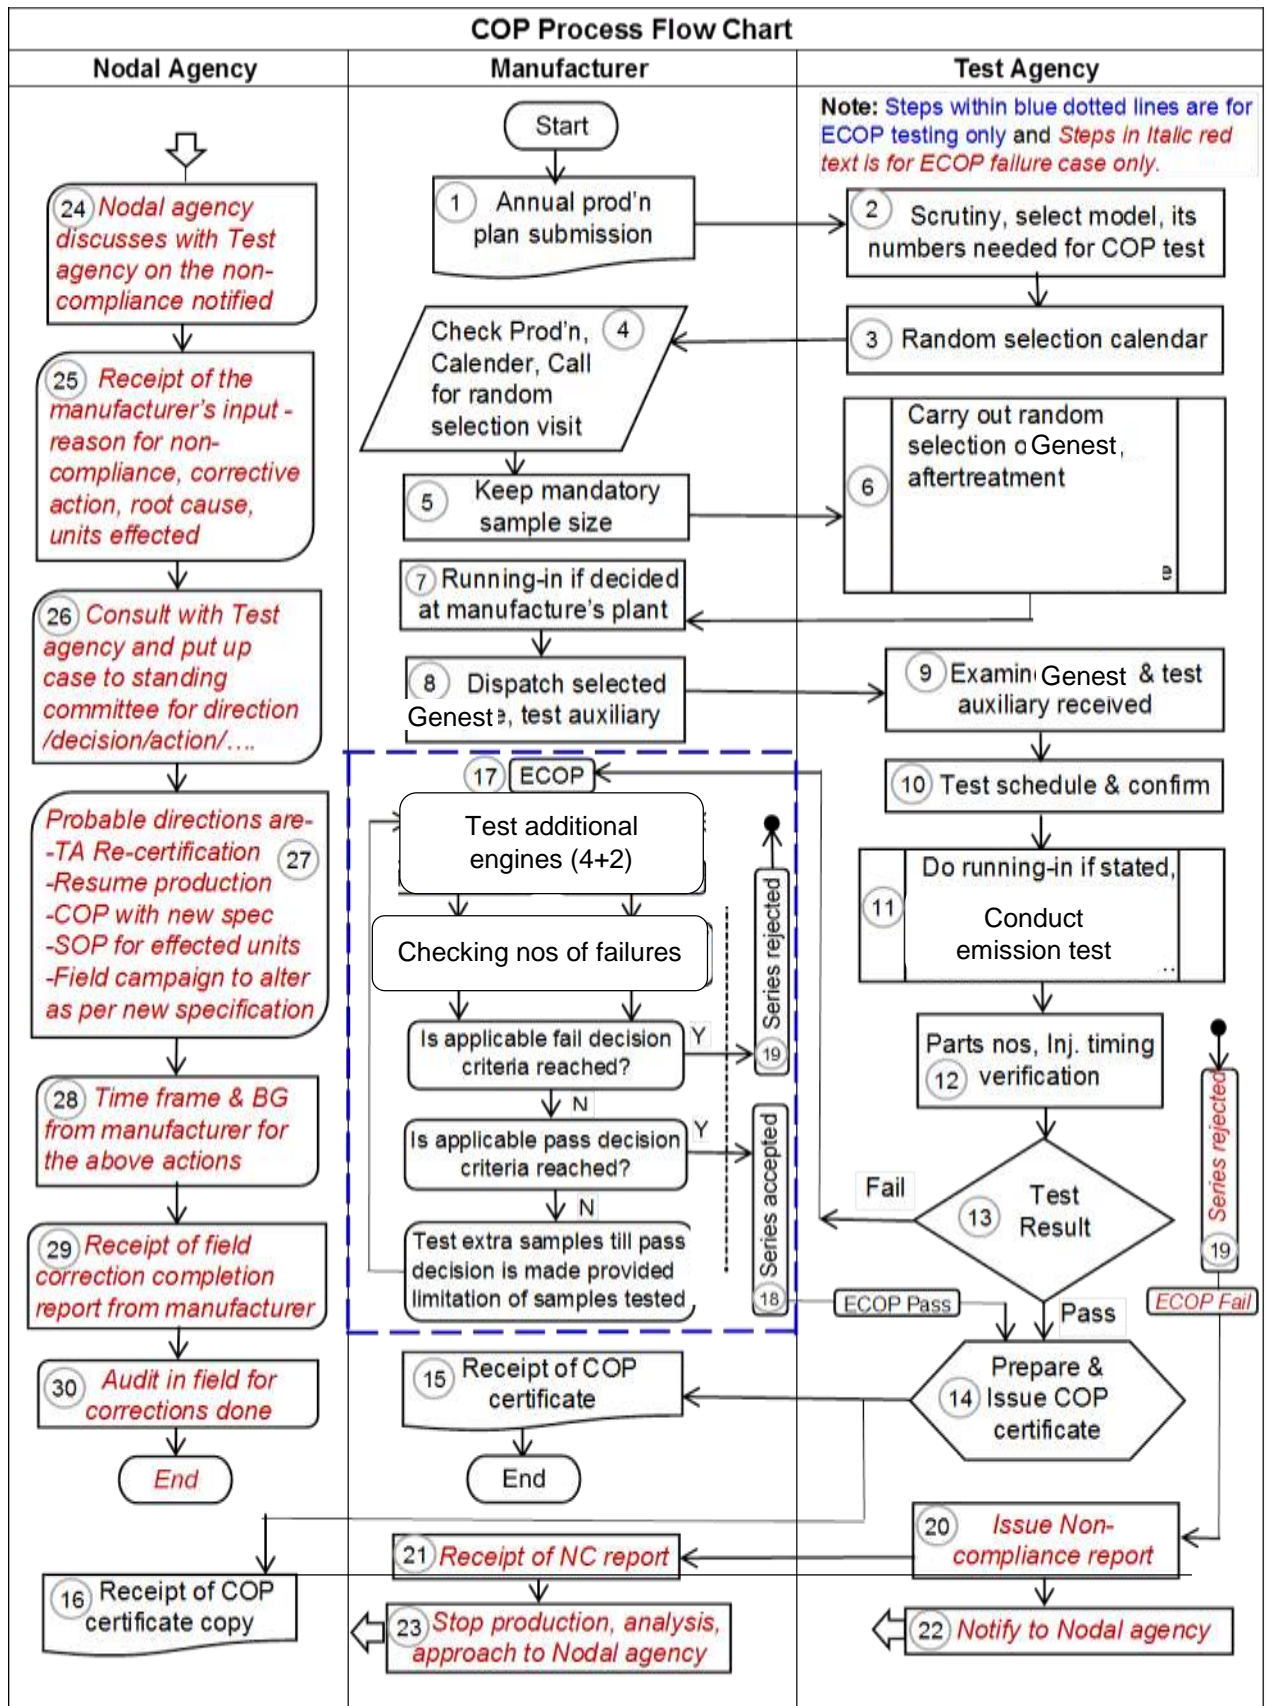 COP Process Flow Chart
Nodal Agency
Manufacturer
Test Agency
Note: Steps within blue dotted lines are for
ECOP testing only and Steps in Italic red
text is for ECOP failure case only.
Start
1 Annual prod'n
plan submission
2 Scrutiny, select model, its
numbers needed for COP test
3 Random selection calendar
Check Prod'n, 4
Calender, Call
for random
selection visit
5 Keep mandatory
sample size
Carry out random
selection o Genest,
6 aftertreatment
7 Running-in if decided
at manufacture's plant
8 Dispatch selected
Genest e, test auxiliary
9 Examin Genest & test
auxiliary received
10 Test schedule & confirm
Do running-in if stated,
11
Conduct
emission test
Parts nos, Inj. timing
12 verification
13 Test
Result
Fail
Pass
17 ECOP
Test additional
engines (4+2)
Checking nos of failures
Is applicable fail decision
criteria reached?
Y
N
Is applicable pass decision
criteria reached?
Y
N
Test extra samples till pass
decision is made provided
limitation of samples tested
Series rejected
19
Series accepted
18
ECOP Pass
Series rejected
19
ECOP Fail
Prepare &
14 Issue COP
certificate
15 Receipt of COP
certificate
End
16 Receipt of COP
certificate copy
20 Issue Non-
compliance report
21 Receipt of NC report
22 Notify to Nodal agency
23 Stop production, analysis,
approach to Nodal agency
24 Nodal agency
discusses with Test
agency on the non-
compliance notified
25 Receipt of the
manufacturer's input -
reason for non-
compliance, corrective
action, root cause,
units effected
26 Consult with Test
agency and put up
case to standing
committee for direction
/decision/action/....
Probable directions are-
-TA Re-certification 27
-Resume production
-COP with new spec
-SOP for effected units
-Field campaign to alter
as per new specification
28 Time frame & BG
from manufacturer for
the above actions
29 Receipt of field
correction completion
report from manufacturer
30 Audit in field for
corrections done
End